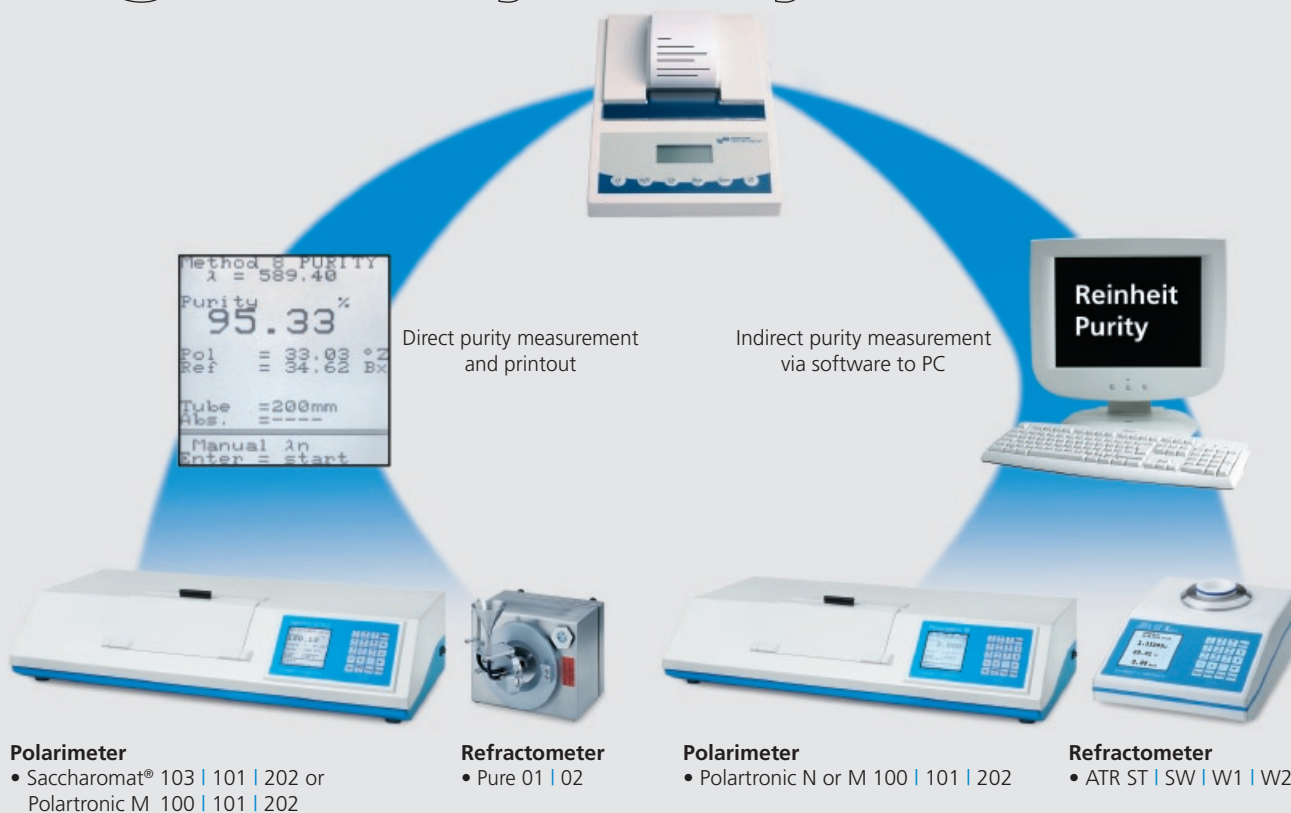 Method 8 PURITY
λ = 589.40
Purity %
95.33
Pol = 33.03 °Z
Ref = 34.62 Bx
Tube =200mm
Abs. =----
Manual λn
Enter = start
Direct purity measurement
and printout
Indirect purity measurement
via software to PC
Reinheit
Purity
Polarimeter
• Saccharomat® 103 | 101 | 202 or
Polartronic M 100 | 101 | 202
Refractometer
• Pure 01 | 02
Polarimeter
• Polartronic N or M 100 | 101 | 202
Refractometer
• ATR ST | SW | W1 | W2